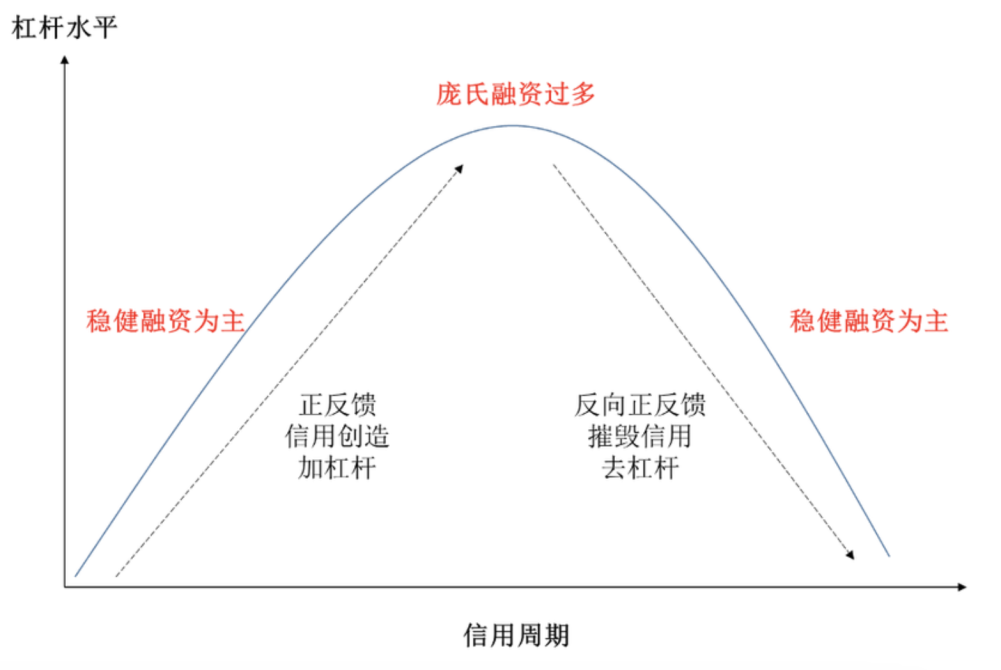 杠杆水平
庞氏融资过多
稳健融资为主
稳健融资为主
正反馈
信用创造
加杠杆
反向正反馈
摧毁信用
去杠杆
信用周期